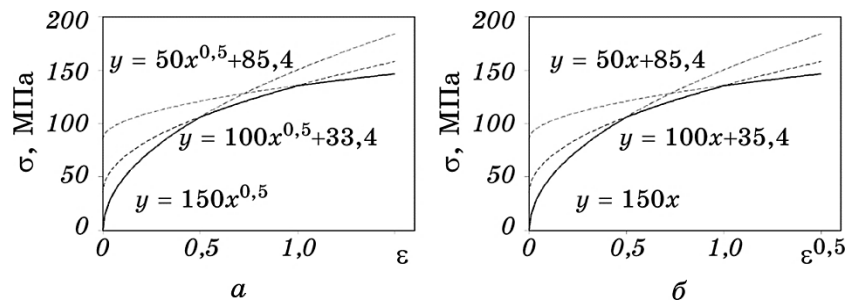 200
150
100
50
0
σ, МПа
y = 50x^0,5+85,4
y = 100x^0,5+33,4
y = 150x^0,5
0
0,5
1,0
ε
а
200
150
100
50
0
σ, МПа
y = 50x+85,4
y = 100x+35,4
y = 150x
0
0,5
1,0
ε^0,5
б